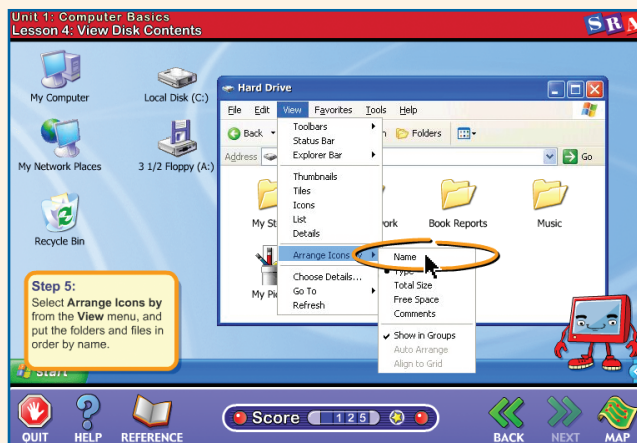 Unit 1: Computer Basics
Lesson 4: View Disk Contents
SRA
My Computer
Local Disk (C:)
My Network Places
3 1/2 Floppy (A:)
Recycle Bin
Hard Drive
File Edit View Favorites Tools Help
Back
Folders
Address
Go
Toolbars
Status Bar
Explorer Bar
Thumbnails
Tiles
Icons
List
Details
Arrange Icons by
Choose Details...
Go To
Refresh
Name
Type
Total Size
Free Space
Comments
Show in Groups
Auto Arrange
Align to Grid
Book Reports
Music
Step 5:
Select Arrange Icons by
from the View menu, and
put the folders and files in
order by name.
Start
QUIT HELP REFERENCE Score 125 BACK NEXT MAP